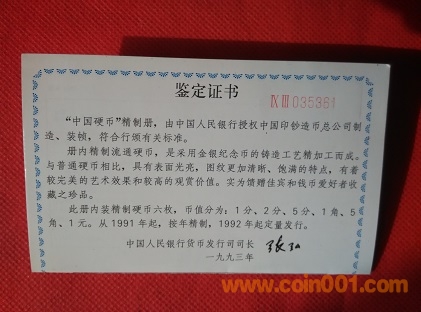 鉴定证书
ⅨⅢ035361
“中国硬币”精制册，由中国人民银行授权中国印钞造币总公司制
造、装帧，符合行颁有关标准。
册内精制流通硬币，是采用金银纪念币的铸造工艺精加工而成。
与普通硬币相比，具有表面光亮，图纹更加清晰、饱满的特点，有着
较完美的艺术效果和较高的观赏价值。实为馈赠佳宾和钱币爱好者收
藏之珍品。
此册内装精制硬币六枚，币值分为：1分、2分、5分、1角、5
角、1元。从1991年起，按年精制，1992年起定量发行。
中国人民银行货币发行司司长
一九九三年
www.coin001.com